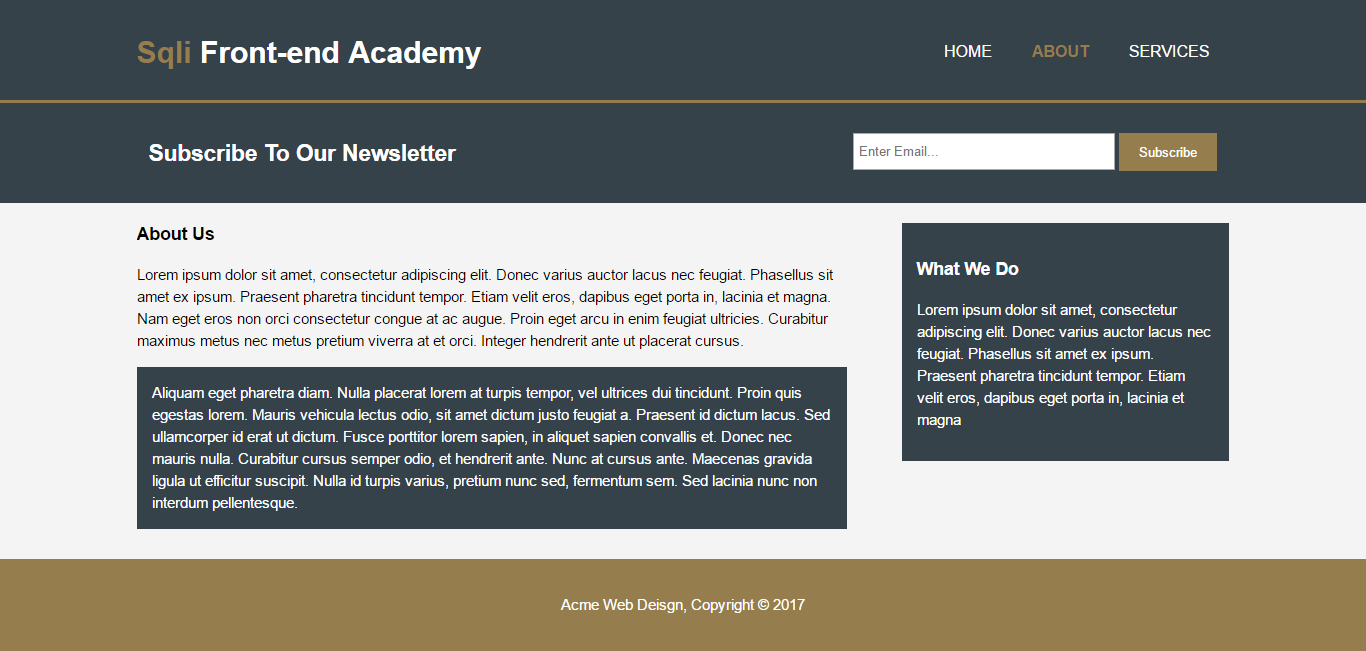 Sqli Front-end Academy
HOME ABOUT SERVICES
Subscribe To Our Newsletter
Enter Email...
Subscribe
About Us
Lorem ipsum dolor sit amet, consectetur adipiscing elit. Donec varius auctor lacus nec feugiat. Phasellus sit
amet ex ipsum. Praesent pharetra tincidunt tempor. Etiam velit eros, dapibus eget porta in, lacinia et magna.
Nam eget eros non orci consectetur congue at ac augue. Proin eget arcu in enim feugiat ultricies. Curabitur
maximus metus nec metus pretium viverra at et orci. Integer hendrerit ante ut placerat cursus.
Aliquam eget pharetra diam. Nulla placerat lorem at turpis tempor, vel ultrices dui tincidunt. Proin quis
egestas lorem. Mauris vehicula lectus odio, sit amet dictum justo feugiat a. Praesent id dictum lacus. Sed
ullamcorper id erat ut dictum. Fusce porttitor lorem sapien, in aliquet sapien convallis et. Donec nec
mauris nulla. Curabitur cursus semper odio, et hendrerit ante. Nunc at cursus ante. Maecenas gravida
ligula ut efficitur suscipit. Nulla id turpis varius, pretium nunc sed, fermentum sem. Sed lacinia nunc non
interdum pellentesque.
What We Do
Lorem ipsum dolor sit amet, consectetur
adipiscing elit. Donec varius auctor lacus nec
feugiat. Phasellus sit amet ex ipsum.
Praesent pharetra tincidunt tempor. Etiam
velit eros, dapibus eget porta in, lacinia et
magna
Acme Web Deisgn, Copyright © 2017